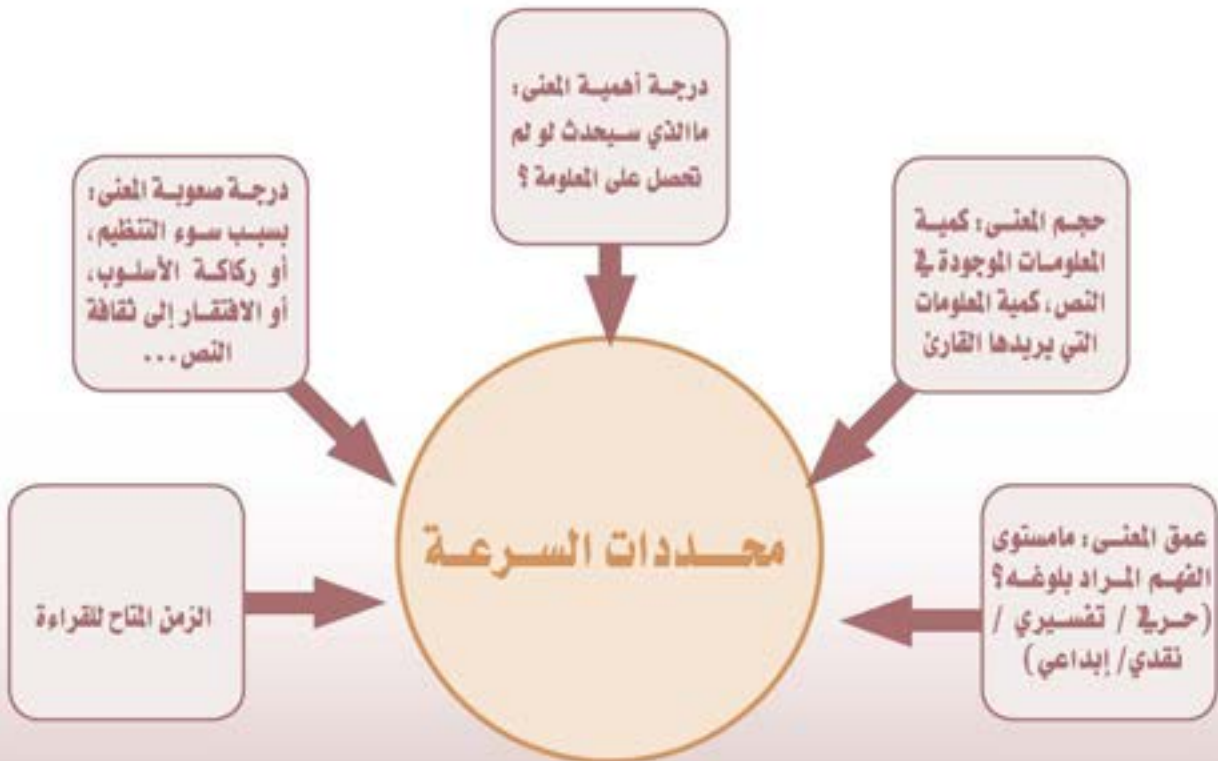 محددات السرعة
عمق المعنى: مامستوى
الفهم المراد بلوغه؟
(حرفي / تفسيري /
نقدي/ إبداعي)
حجم المعنى: كمية
المعلومات الموجودة في
النص، كمية المعلومات
التي يريدها القارئ
درجة أهمية المعنى:
ماالذي سيحدث لو لم
تحصل على المعلومة ؟
درجة صعوبة المعنى:
بسبب سوء التنظيم،
أو ركاكة الأسلوب،
أو الافتقار إلى ثقافة
النص...
الزمن المتاح للقراءة